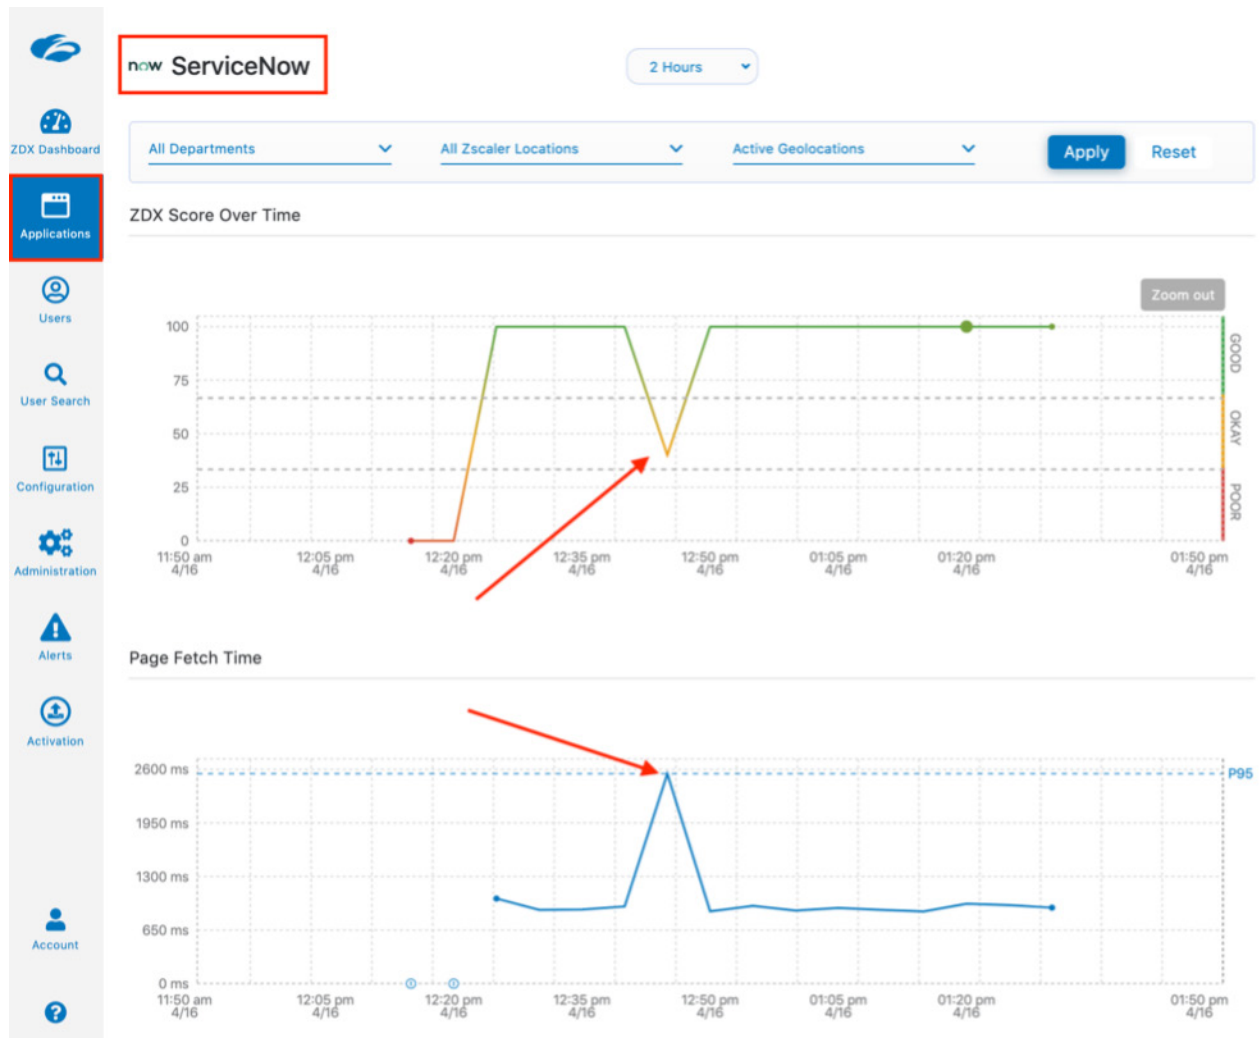 now ServiceNow
2 Hours
ZDX Dashboard
All Departments
All Zscaler Locations
Active Geolocations
Apply
Reset
Applications
ZDX Score Over Time
Users
Zoom out
100
75
50
25
0
GOOD
OKAY
POOR
11:50 am
4/16
12:05 pm
4/16
12:20 pm
4/16
12:35 pm
4/16
12:50 pm
4/16
01:05 pm
4/16
01:20 pm
4/16
01:50 pm
4/16
User Search
Configuration
Administration
Alerts
Page Fetch Time
Activation
2600 ms
P95
1950 ms
1300 ms
650 ms
0 ms
11:50 am
4/16
12:05 pm
4/16
12:20 pm
4/16
12:35 pm
4/16
12:50 pm
4/16
01:05 pm
4/16
01:20 pm
4/16
01:50 pm
4/16
Account
?